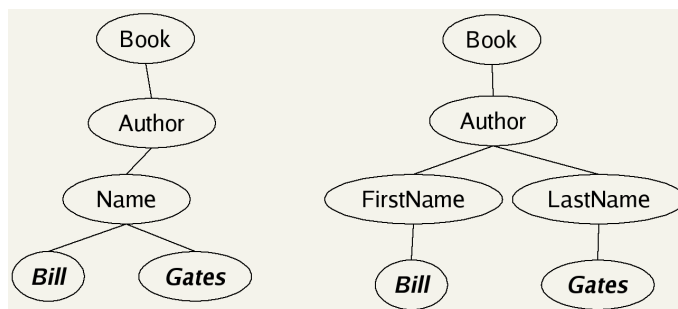 Book
Author
Name
Bill Gates
Book
Author
FirstName LastName
Bill Gates